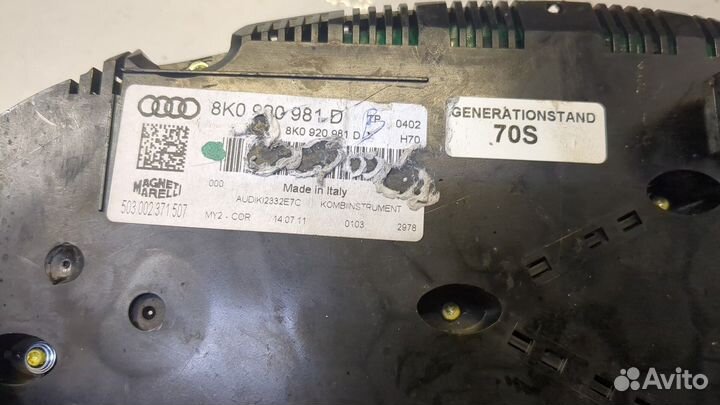 8K0 920 981 D TP 0402
8K0 920 981 D H70
000
Made in Italy
MAGNETI
MARELLI
AUDIKI2332E7C KOMBIINSTRUMENT
503.002.371.507
MY2 - COR 14.07.11 0103 2978
GENERATIONSTAND
70S
Avito